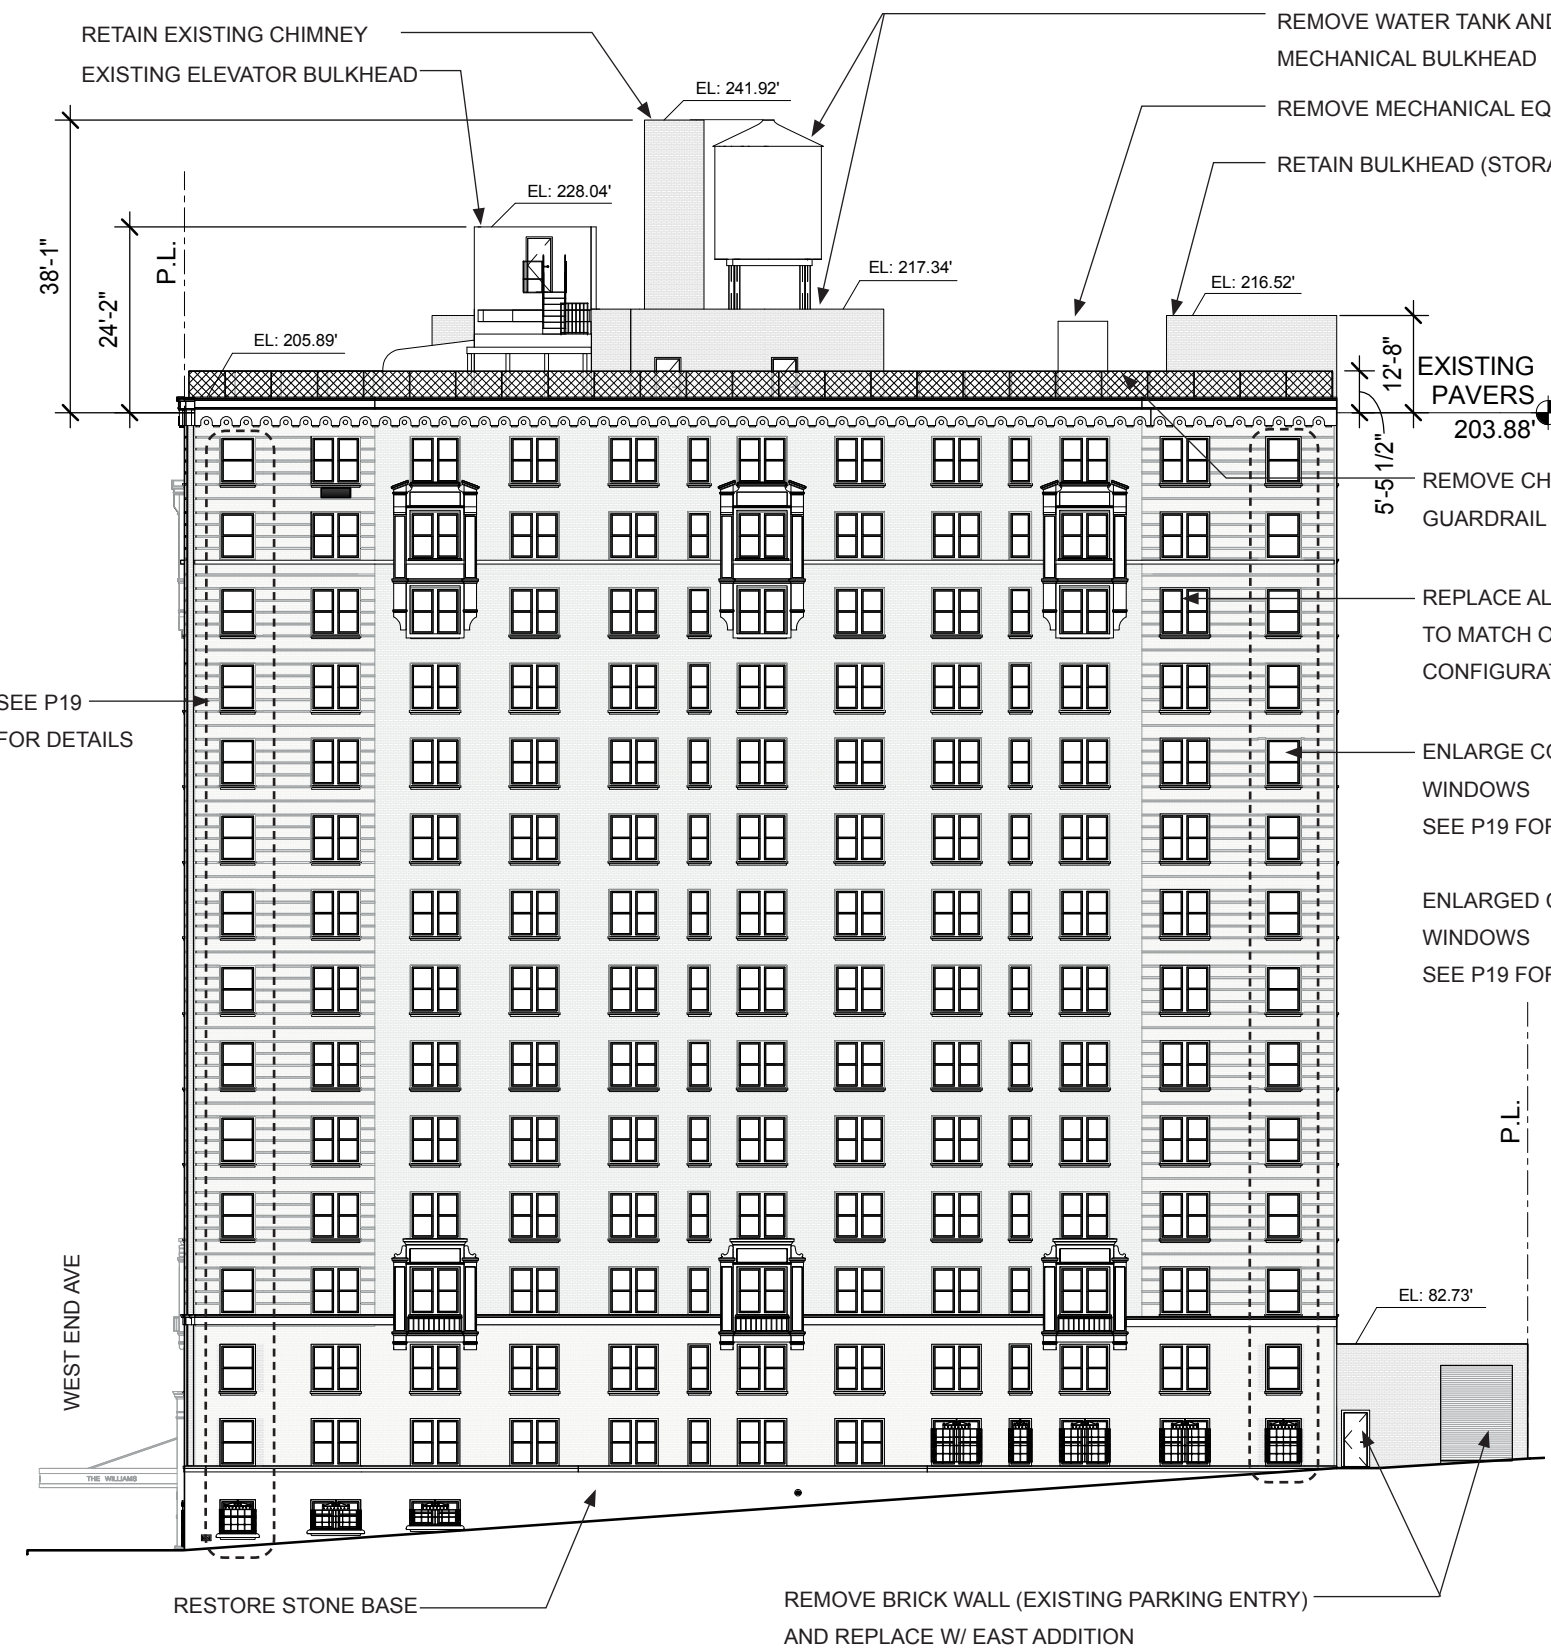 RETAIN EXISTING CHIMNEY
EXISTING ELEVATOR BULKHEAD
REMOVE WATER TANK AND
MECHANICAL BULKHEAD
REMOVE MECHANICAL EQ
RETAIN BULKHEAD (STORA
EL: 241.92'
EL: 228.04'
EL: 217.34'
EL: 216.52'
EL: 205.89'
38'-1"
24'-2"
P.L.
12'-8"
5'-5 1/2"
EXISTING
PAVERS
203.88'
REMOVE CH
GUARDRAIL
REPLACE AL
TO MATCH O
CONFIGURAT
SEE P19
FOR DETAILS
ENLARGE CO
WINDOWS
SEE P19 FOR
ENLARGED C
WINDOWS
SEE P19 FOR
P.L.
WEST END AVE
EL: 82.73'
THE WILLIAMS
RESTORE STONE BASE
REMOVE BRICK WALL (EXISTING PARKING ENTRY)
AND REPLACE W/ EAST ADDITION